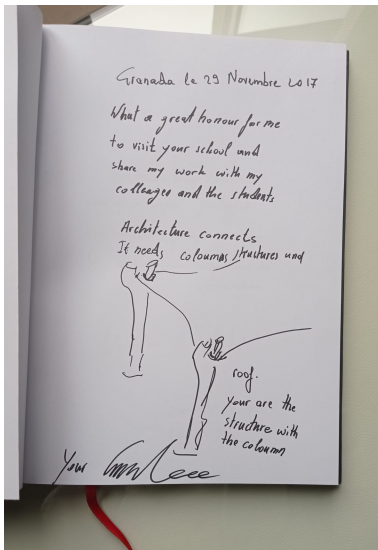 Granada le 29 Novembre 2017
What a great honour for me
to visit your school and
share my work with my
colleages and the students
Architecture connects
It needs coloumns structures and
roof.
Your are the
structure with
the coloumn
Your